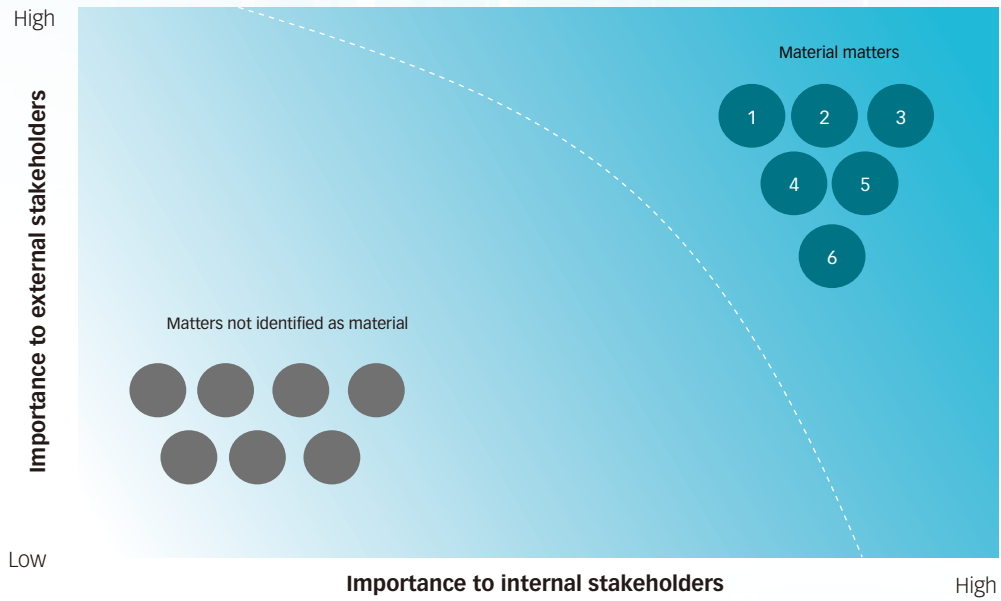 High
Material matters
1 2 3
4 5
6
Importance to external stakeholders
Matters not identified as material
Low
Importance to internal stakeholders
High